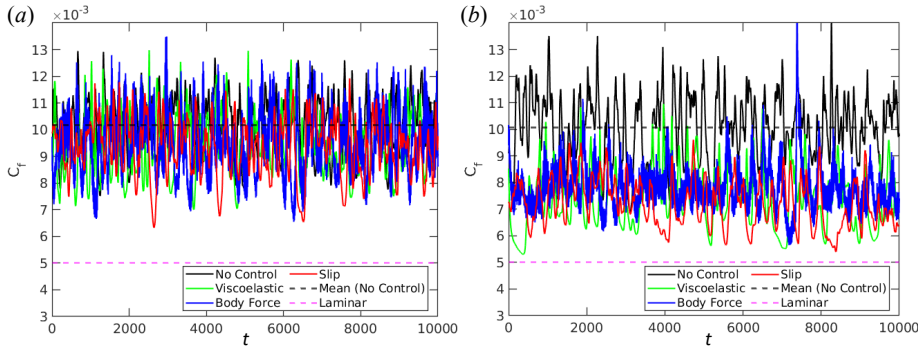 (a)
×10⁻³
13
12
11
10
9
8
7
6
5
4
3
C_f
0 2000 4000 6000 8000 10000
t
No Control
Viscoelastic
Body Force
Slip
Mean (No Control)
Laminar
(b)
×10⁻³
13
12
11
10
9
8
7
6
5
4
3
C_f
0 2000 4000 6000 8000 10000
t
No Control
Viscoelastic
Body Force
Slip
Mean (No Control)
Laminar